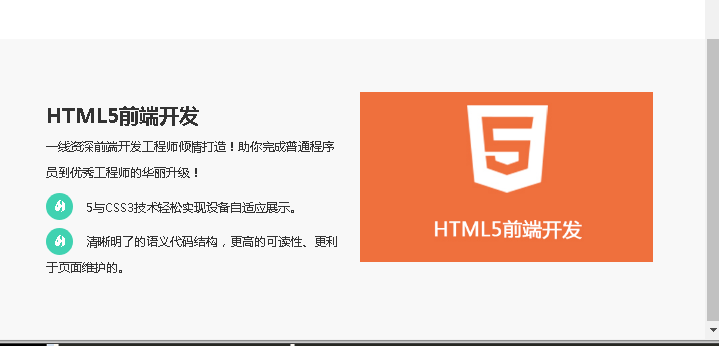 HTML5前端开发
一线资深前端开发工程师倾情打造！助你完成普通程序
员到优秀工程师的华丽升级！
5与CSS3技术轻松实现设备自适应展示。
清晰明了的语义代码结构，更高的可读性、更利
于页面维护的。
5
HTML5前端开发